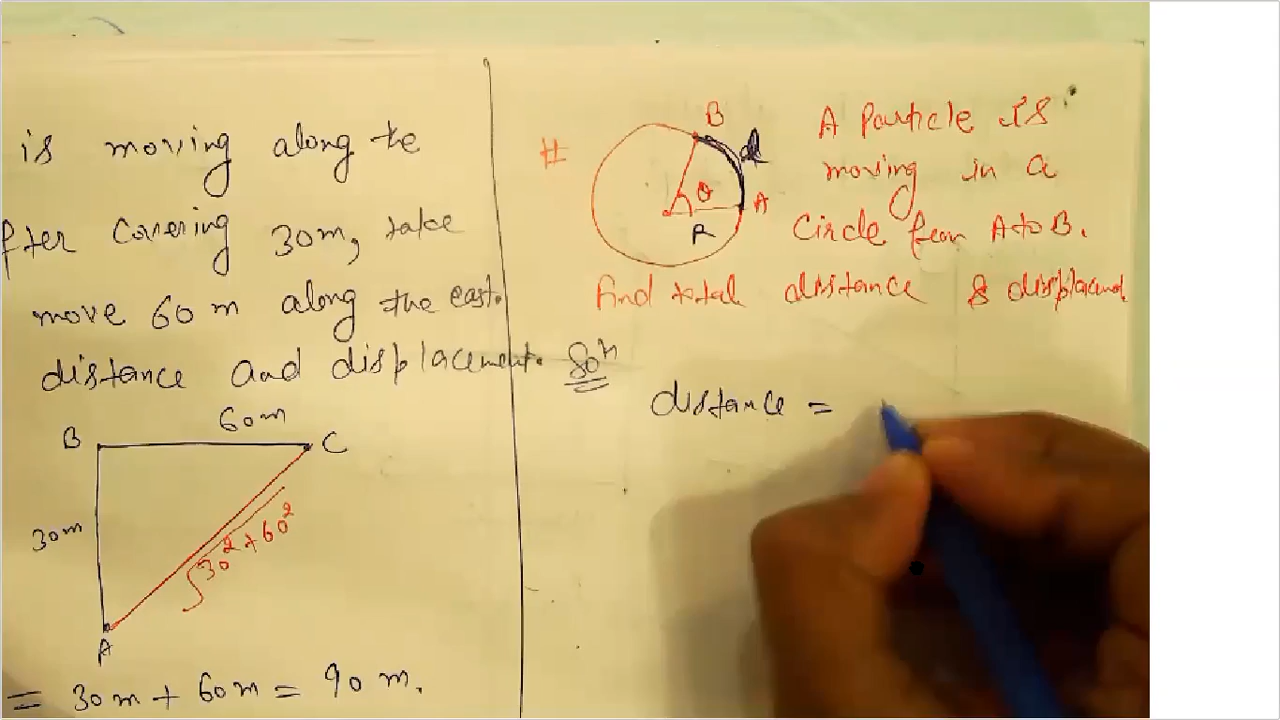 is moving along the
fter covering 30m, take
move 60 m along the east.
distance and displacement.
60m
B
C
30m
√30²+60²
A
= 30m + 60m = 90 m.
#
B
d
θ
A
R
A Particle is
moving in a
Circle from A to B.
find total distance & displacement
Solⁿ
distance =